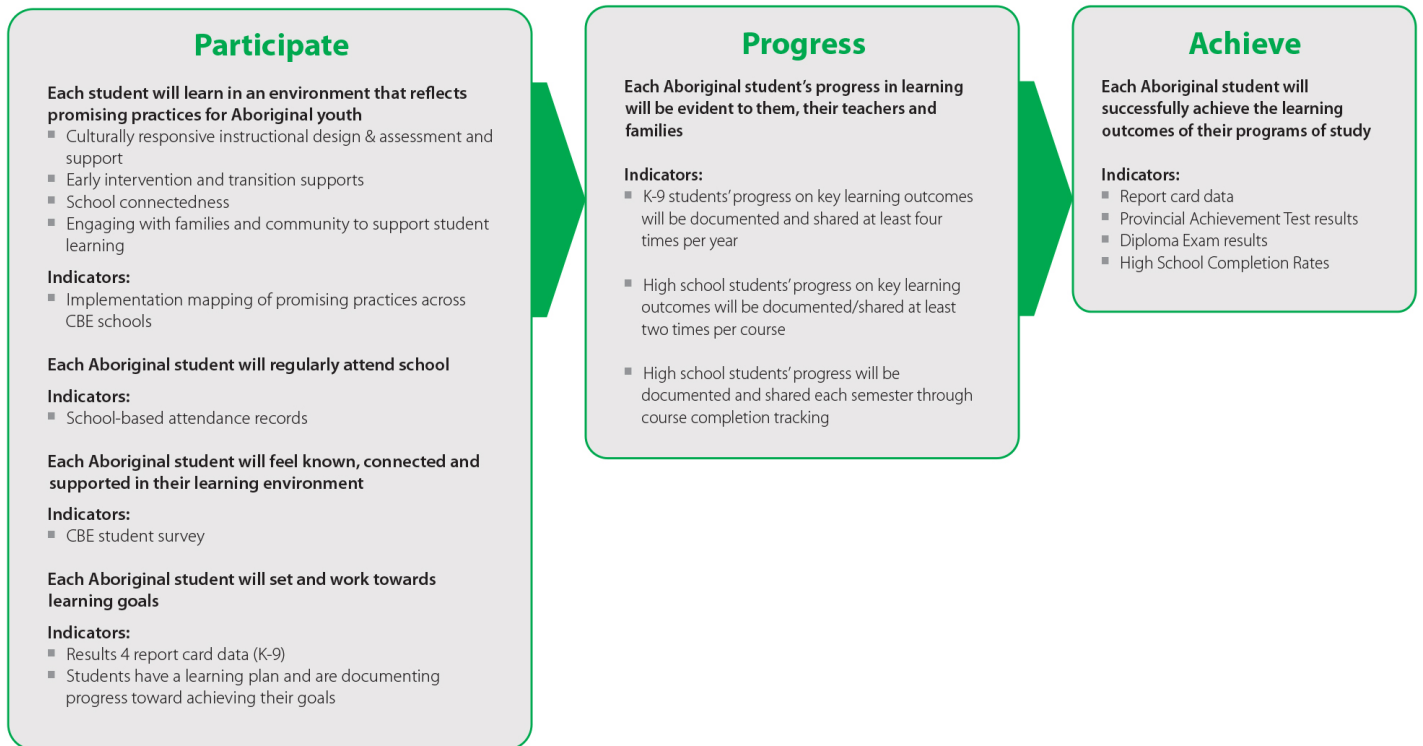 Participate
Each student will learn in an environment that reflects
promising practices for Aboriginal youth
■ Culturally responsive instructional design & assessment and
support
■ Early intervention and transition supports
■ School connectedness
■ Engaging with families and community to support student
learning
Indicators:
■ Implementation mapping of promising practices across
CBE schools
Each Aboriginal student will regularly attend school
Indicators:
■ School-based attendance records
Each Aboriginal student will feel known, connected and
supported in their learning environment
Indicators:
■ CBE student survey
Each Aboriginal student will set and work towards
learning goals
Indicators:
■ Results 4 report card data (K-9)
■ Students have a learning plan and are documenting
progress toward achieving their goals
Progress
Each Aboriginal student's progress in learning
will be evident to them, their teachers and
families
Indicators:
■ K-9 students' progress on key learning outcomes
will be documented and shared at least four
times per year
■ High school students' progress on key learning
outcomes will be documented/shared at least
two times per course
■ High school students' progress will be
documented and shared each semester through
course completion tracking
Achieve
Each Aboriginal student will
successfully achieve the learning
outcomes of their programs of study
Indicators:
■ Report card data
■ Provincial Achievement Test results
■ Diploma Exam results
■ High School Completion Rates